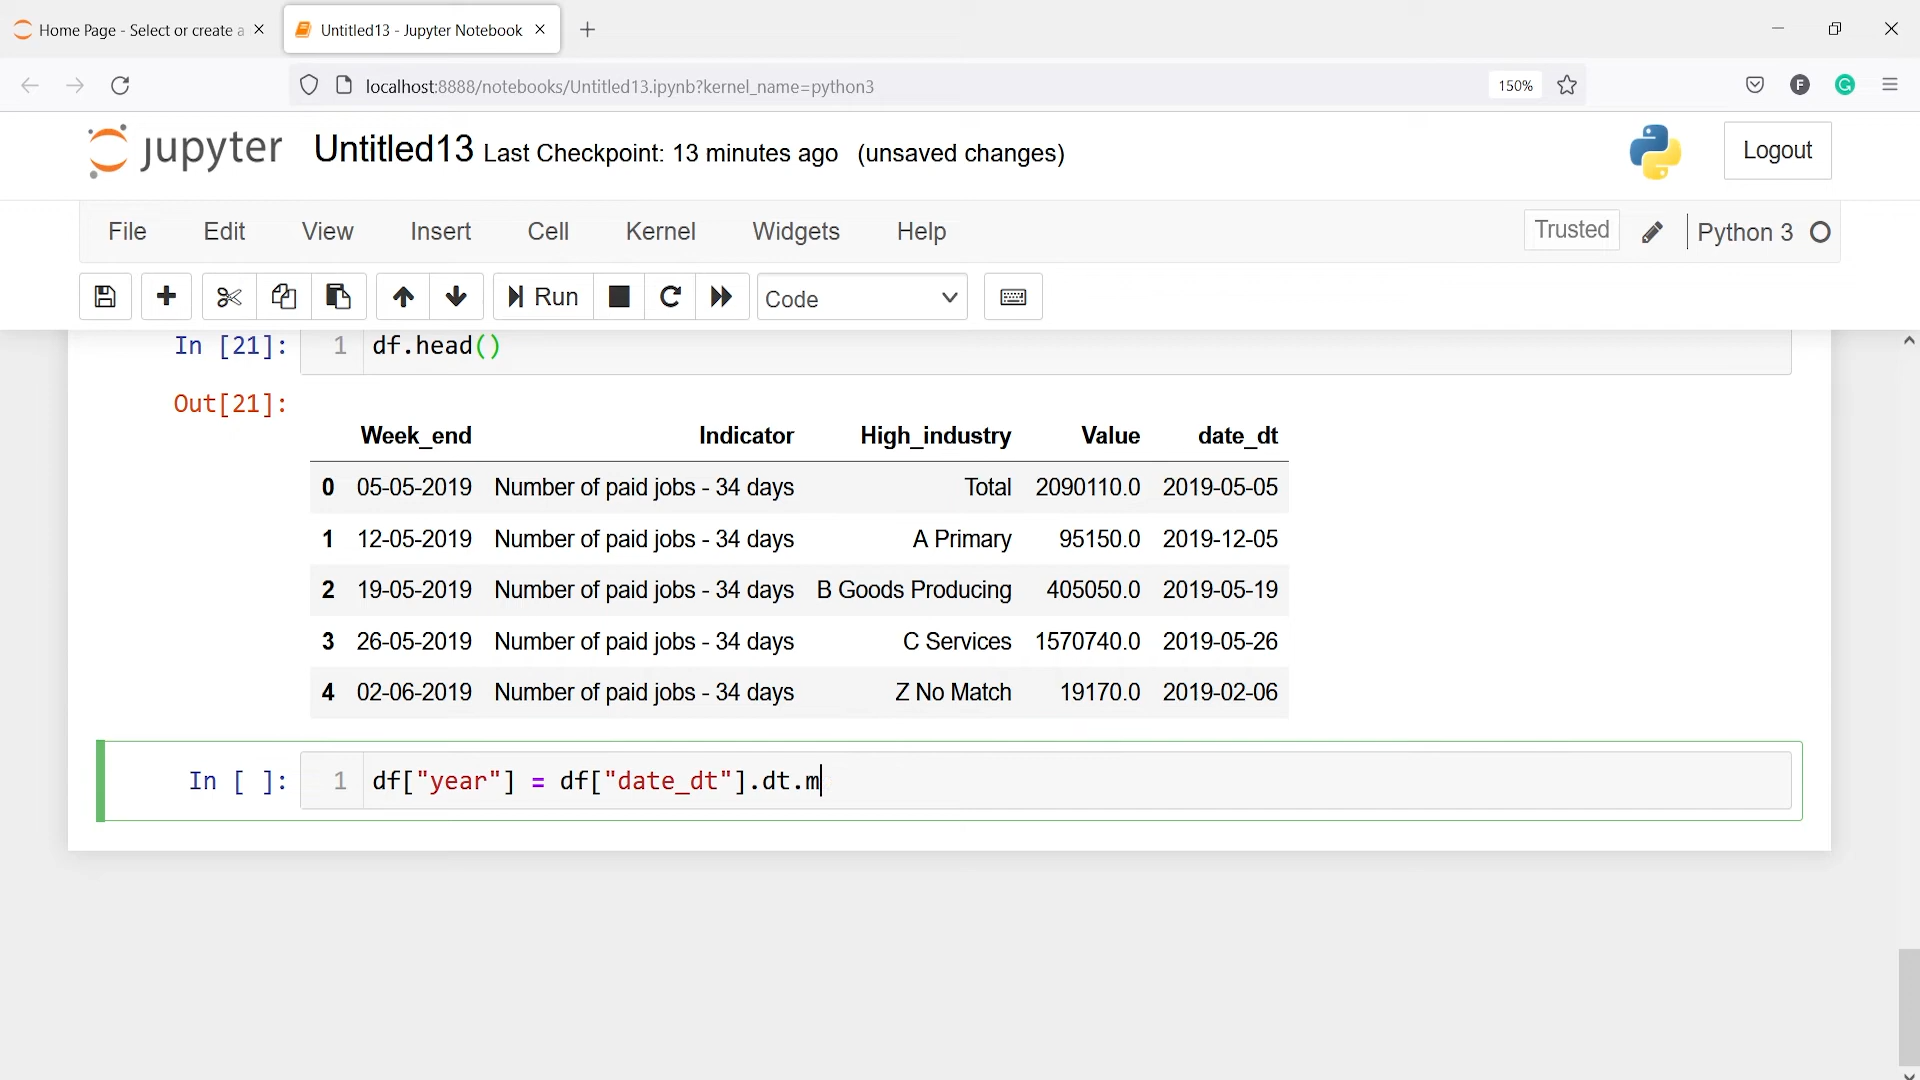 Home Page - Select or create a
Untitled13 - Jupyter Notebook
localhost:8888/notebooks/Untitled13.ipynb?kernel_name=python3
150%
F
G
jupyter Untitled13 Last Checkpoint: 13 minutes ago (unsaved changes)
Logout
File Edit View Insert Cell Kernel Widgets Help
Trusted
Python 3
Run
Code
In [21]: 1 df.head()
Out[21]:
Week_end Indicator High_industry Value date_dt
0 05-05-2019 Number of paid jobs - 34 days Total 2090110.0 2019-05-05
1 12-05-2019 Number of paid jobs - 34 days A Primary 95150.0 2019-12-05
2 19-05-2019 Number of paid jobs - 34 days B Goods Producing 405050.0 2019-05-19
3 26-05-2019 Number of paid jobs - 34 days C Services 1570740.0 2019-05-26
4 02-06-2019 Number of paid jobs - 34 days Z No Match 19170.0 2019-02-06
In [ ]: 1 df["year"] = df["date_dt"].dt.m